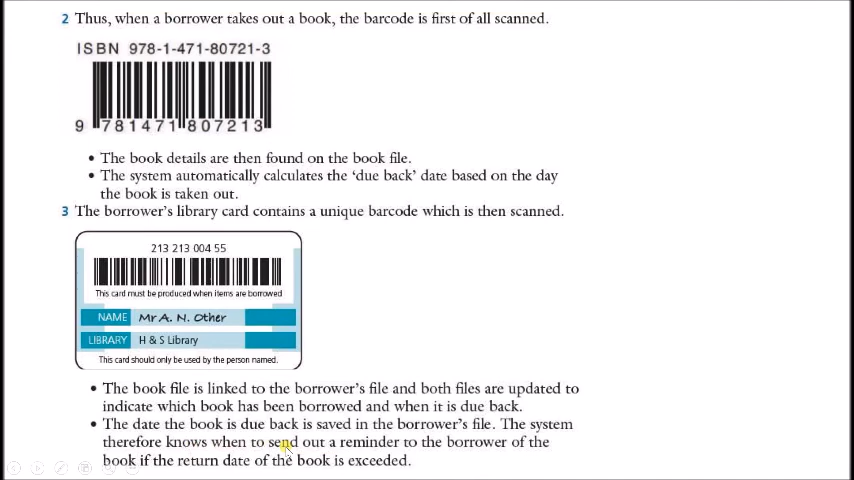 2 Thus, when a borrower takes out a book, the barcode is first of all scanned.
ISBN 978-1-471-80721-3
9 781471 807213
• The book details are then found on the book file.
• The system automatically calculates the ‘due back’ date based on the day
the book is taken out.
3 The borrower’s library card contains a unique barcode which is then scanned.
213 213 004 55
This card must be produced when items are borrowed
NAME Mr A. N. Other
LIBRARY H & S Library
This card should only be used by the person named.
• The book file is linked to the borrower’s file and both files are updated to
indicate which book has been borrowed and when it is due back.
• The date the book is due back is saved in the borrower’s file. The system
therefore knows when to send out a reminder to the borrower of the
book if the return date of the book is exceeded.